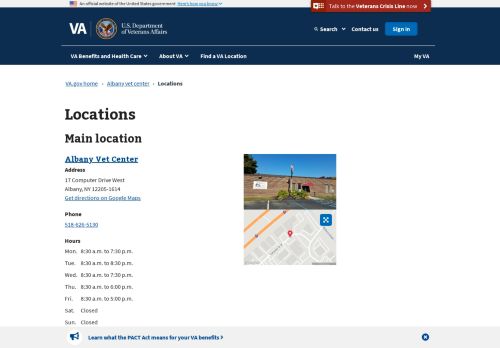 An official website of the United States government Here's how you know
Talk to the Veterans Crisis Line now
VA
U.S. Department
of Veterans Affairs
Search
Contact us
Sign in
VA Benefits and Health Care
About VA
Find a VA Location
My VA
VA.gov home › Albany vet center › Locations
Locations
Main location
Albany Vet Center
Address
17 Computer Drive West
Albany, NY 12205-1614
Get directions on Google Maps
Phone
518-626-5130
Hours
Mon. 8:30 a.m. to 7:30 p.m.
Tue. 8:30 a.m. to 8:30 p.m.
Wed. 8:30 a.m. to 7:30 p.m.
Thu. 8:30 a.m. to 6:00 p.m.
Fri. 8:30 a.m. to 5:00 p.m.
Sat. Closed
Sun. Closed
Learn what the PACT Act means for your VA benefits